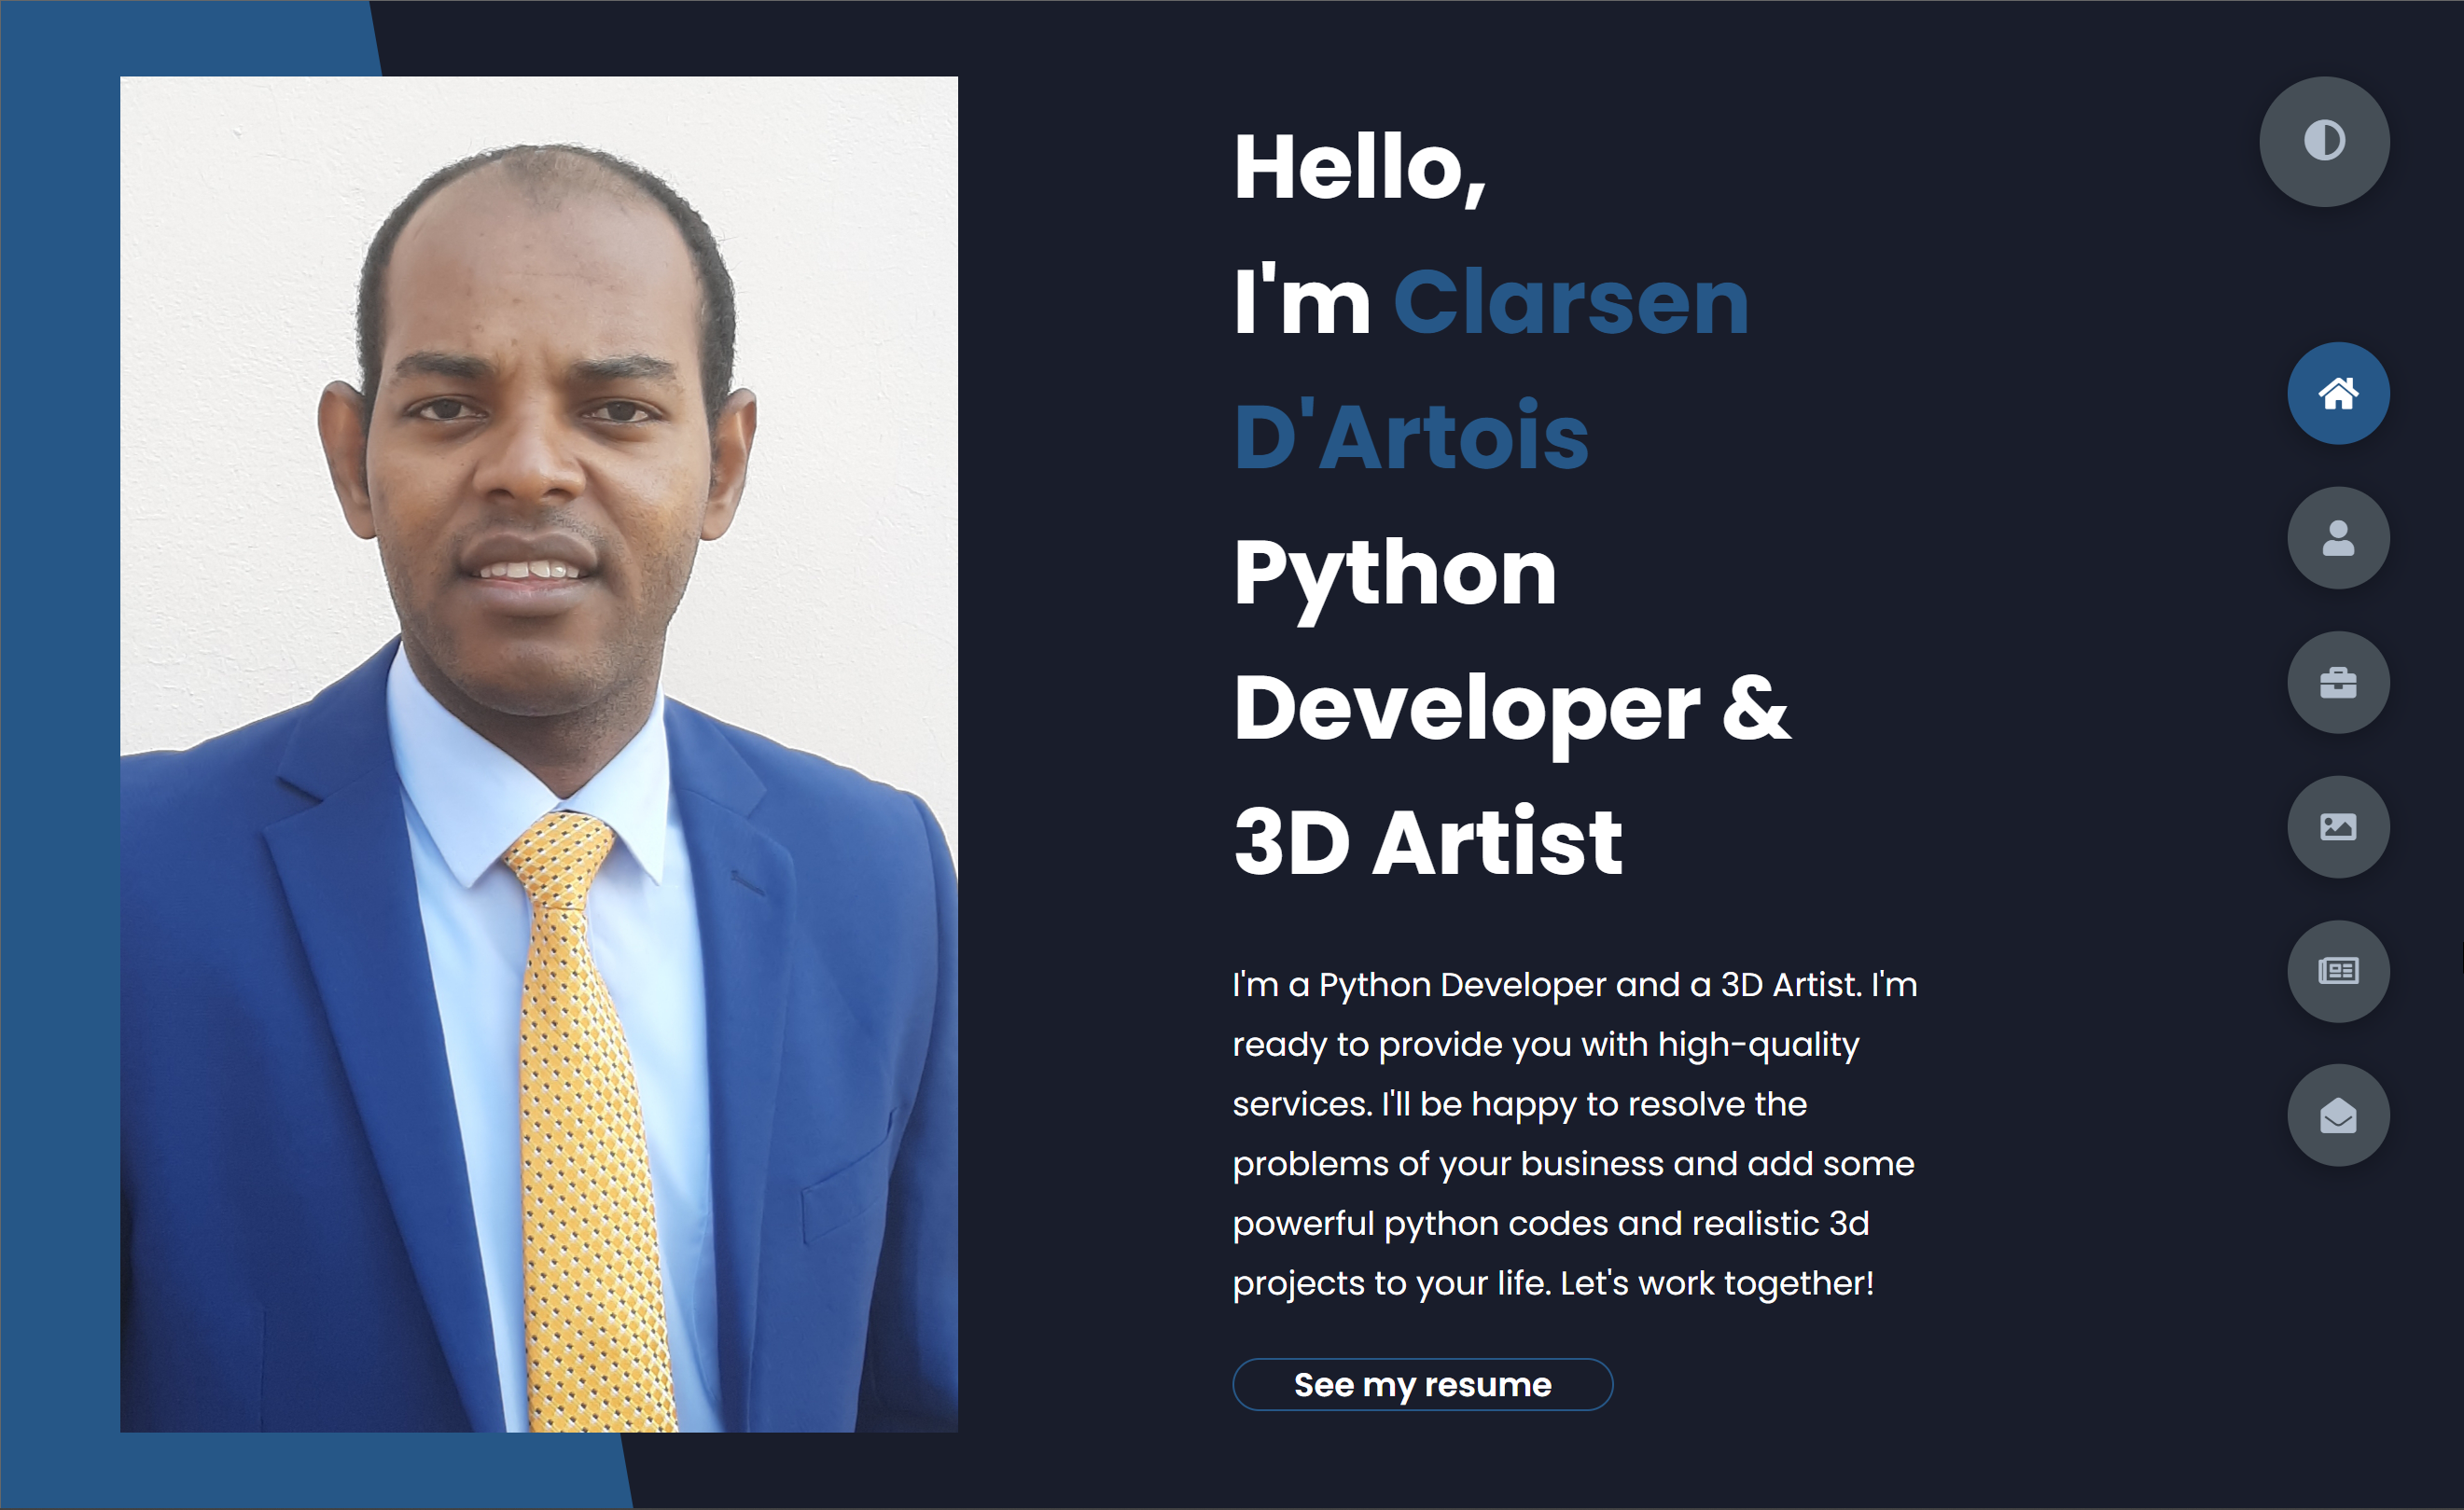 Hello,
I'm Clarsen
D'Artois
Python
Developer &
3D Artist
I'm a Python Developer and a 3D Artist. I'm
ready to provide you with high-quality
services. I'll be happy to resolve the
problems of your business and add some
powerful python codes and realistic 3d
projects to your life. Let's work together!
See my resume